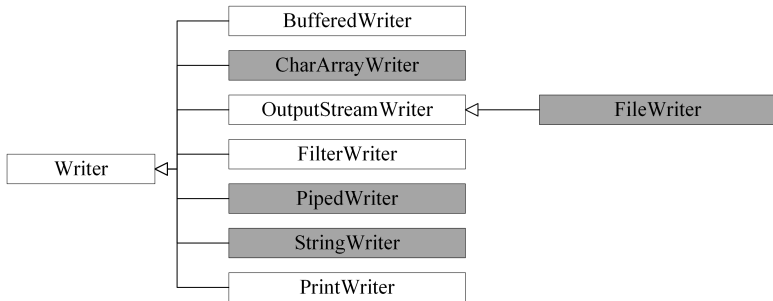 BufferedWriter
CharArrayWriter
OutputStreamWriter
FileWriter
FilterWriter
Writer
PipedWriter
StringWriter
PrintWriter